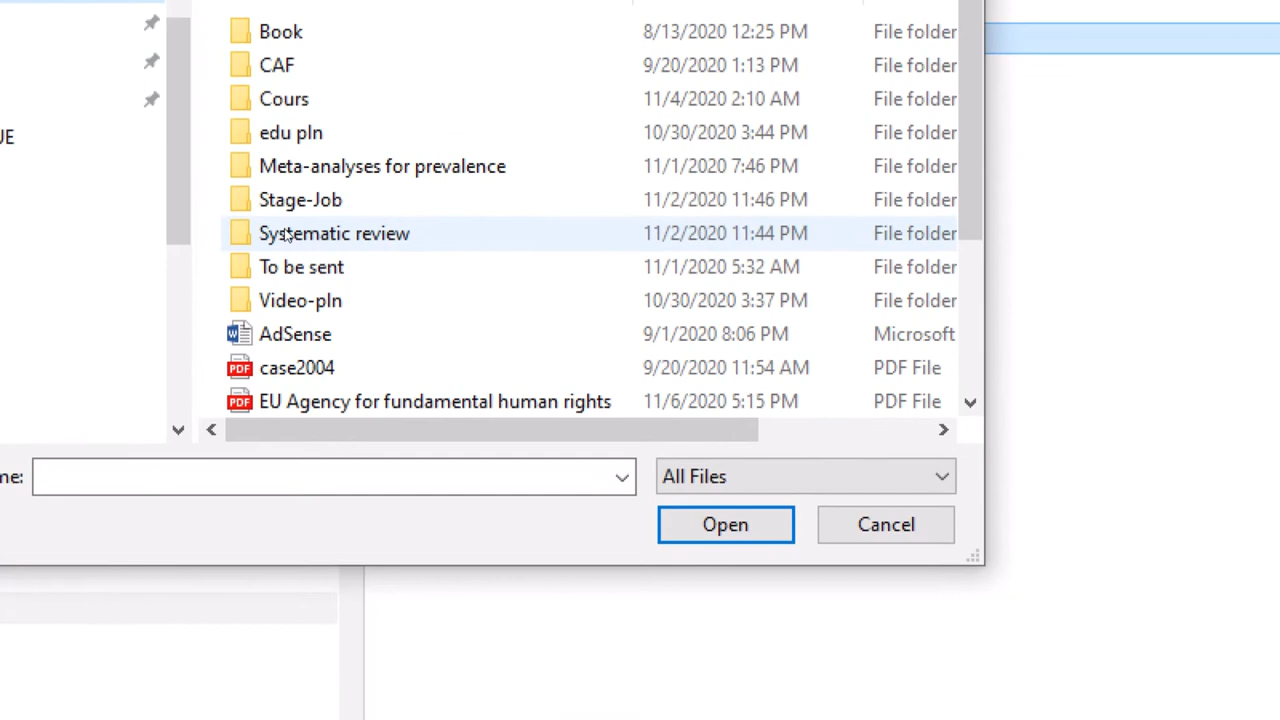 Book 8/13/2020 12:25 PM File folder
CAF 9/20/2020 1:13 PM File folder
Cours 11/4/2020 2:10 AM File folder
edu pln 10/30/2020 3:44 PM File folder
UE
Meta-analyses for prevalence 11/1/2020 7:46 PM File folder
Stage-Job 11/2/2020 11:46 PM File folder
Systematic review 11/2/2020 11:44 PM File folder
To be sent 11/1/2020 5:32 AM File folder
Video-pln 10/30/2020 3:37 PM File folder
AdSense 9/1/2020 8:06 PM Microsoft
PDF case2004 9/20/2020 11:54 AM PDF File
PDF EU Agency for fundamental human rights 11/6/2020 5:15 PM PDF File
me: All Files
Open Cancel